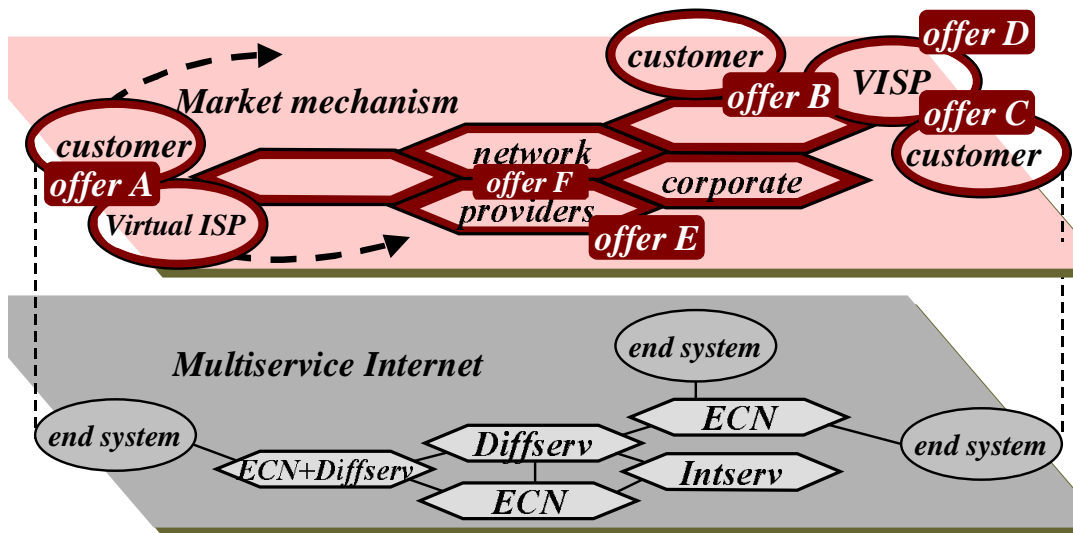 offer D
customer
VISP
Market mechanism
offer B
offer C
customer
network
customer
offer A
offer F
corporate
Virtual ISP
providers
offer E
end system
Multiservice Internet
ECN
end system
Diffserv
end system
ECN+Diffserv
Intserv
ECN